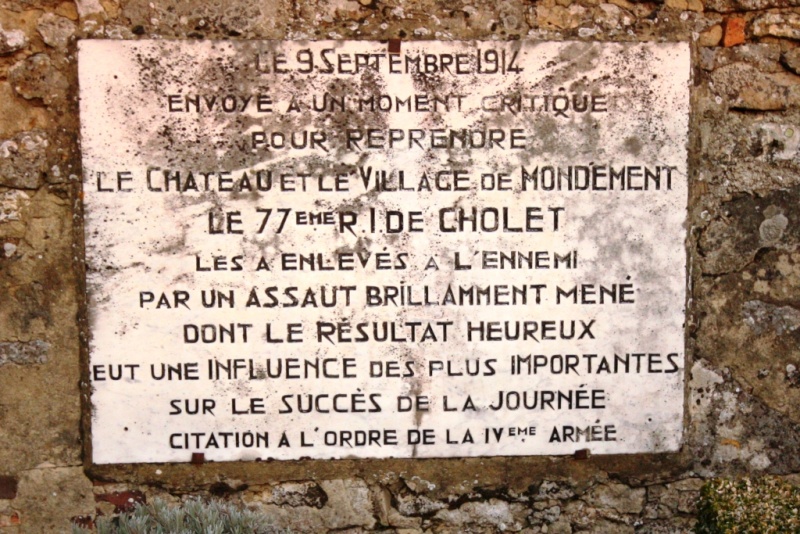 LE 9 SEPTEMBRE 1914
ENVOYÉ A UN MOMENT CRITIQUE
POUR REPRENDRE
LE CHATEAU ET LE VILLAGE DE MONDEMENT
LE 77EME R.I. DE CHOLET
LES A ENLEVÉS A L'ENNEMI
PAR UN ASSAUT BRILLAMMENT MENÉ
DONT LE RÉSULTAT HEUREUX
EUT UNE INFLUENCE DES PLUS IMPORTANTES
SUR LE SUCCÈS DE LA JOURNÉE
CITATION A L'ORDRE DE LA IVEME ARMÉE